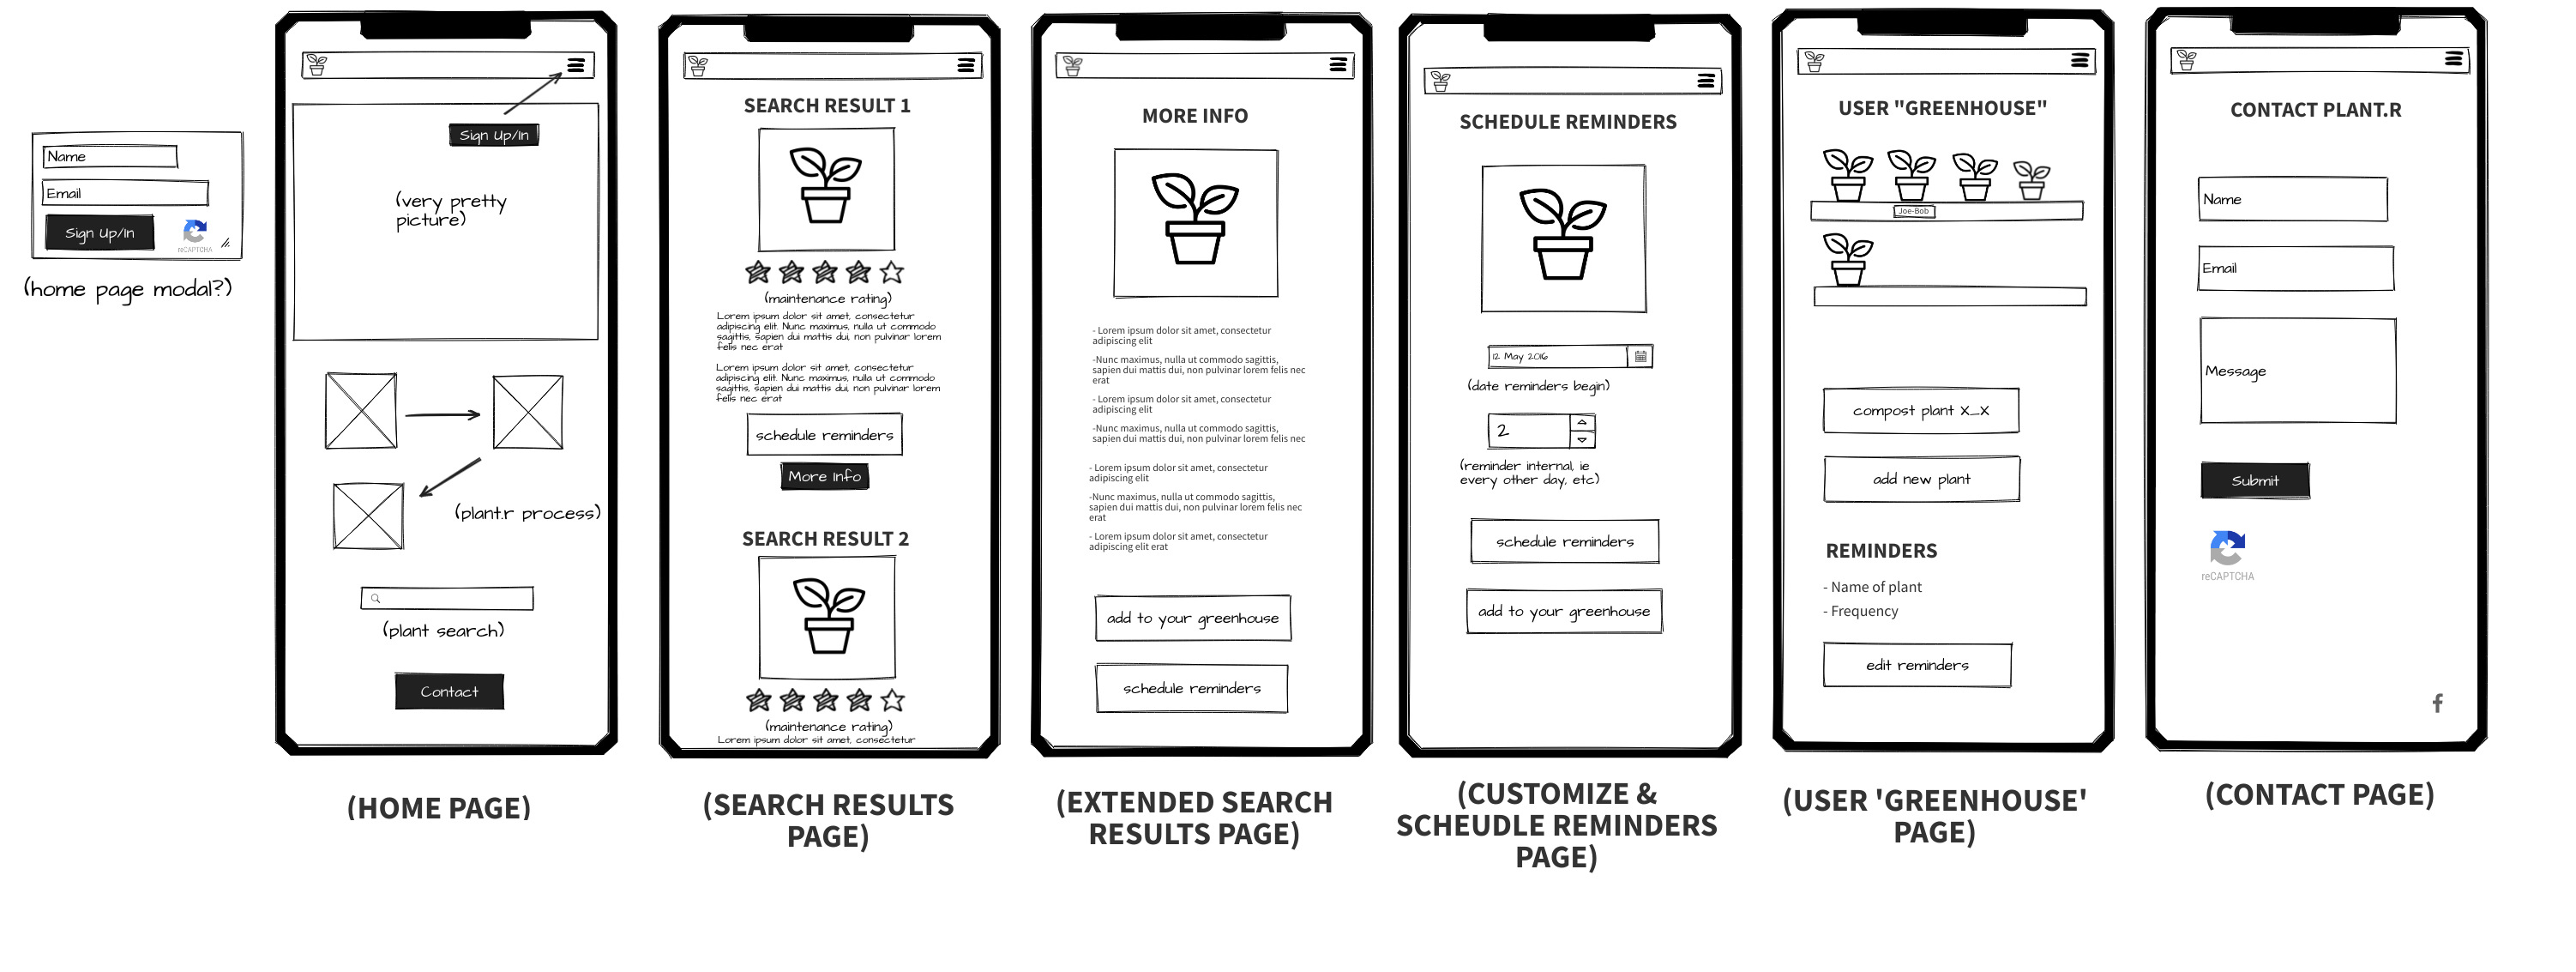 Name
Email
Sign Up/In
reCAPTCHA
(home page modal?)
Sign Up/In
(very pretty
picture)
(plant.r process)
(plant search)
Contact
(HOME PAGE)
SEARCH RESULT 1
(maintenance rating)
Lorem ipsum dolor sit amet, consectetur
adipiscing elit. Nunc maximus, nulla ut commodo
sagittis, sapien dui mattis dui, non pulvinar lorem
felis nec erat
Lorem ipsum dolor sit amet, consectetur
adipiscing elit. Nunc maximus, nulla ut commodo
sagittis, sapien dui mattis dui, non pulvinar lorem
felis nec erat
schedule reminders
More Info
SEARCH RESULT 2
(maintenance rating)
Lorem ipsum dolor sit amet, consectetur
(SEARCH RESULTS
PAGE)
MORE INFO
- Lorem ipsum dolor sit amet, consectetur
adipiscing elit
-Nunc maximus, nulla ut commodo sagittis,
sapien dui mattis dui, non pulvinar lorem felis nec
erat
- Lorem ipsum dolor sit amet, consectetur
adipiscing elit
-Nunc maximus, nulla ut commodo sagittis,
sapien dui mattis dui, non pulvinar lorem felis nec
- Lorem ipsum dolor sit amet, consectetur
adipiscing elit
-Nunc maximus, nulla ut commodo sagittis,
sapien dui mattis dui, non pulvinar lorem felis nec
erat
- Lorem ipsum dolor sit amet, consectetur
adipiscing elit erat
add to your greenhouse
schedule reminders
(EXTENDED SEARCH
RESULTS PAGE)
SCHEDULE REMINDERS
12 May 2016
(date reminders begin)
2
(reminder internal, ie
every other day, etc)
schedule reminders
add to your greenhouse
(CUSTOMIZE &
SCHEUDLE REMINDERS
PAGE)
USER "GREENHOUSE"
Joe-Bob
compost plant X_X
add new plant
REMINDERS
- Name of plant
- Frequency
edit reminders
(USER 'GREENHOUSE'
PAGE)
CONTACT PLANT.R
Name
Email
Message
Submit
reCAPTCHA
(CONTACT PAGE)